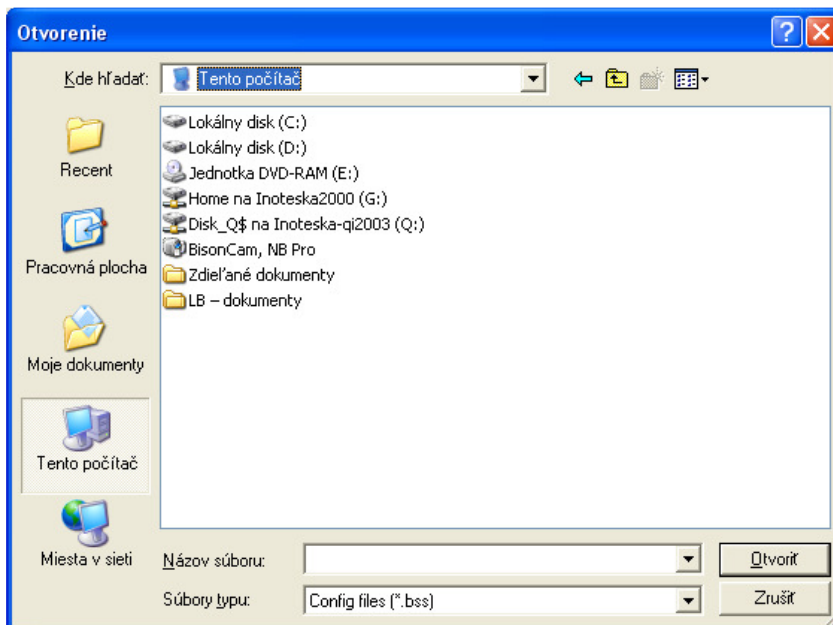 Otvorenie
Kde hľadať:
Tento počítač
Recent
Pracovná plocha
Moje dokumenty
Tento počítač
Miesta v sieti
Lokálny disk (C:)
Lokálny disk (D:)
Jednotka DVD-RAM (E:)
Home na Inoteska2000 (G:)
Disk_Q$ na Inoteska-qi2003 (Q:)
BisonCam, NB Pro
Zdieľané dokumenty
LB – dokumenty
Názov súboru:
Otvoriť
Súbory typu:
Config files (*.bss)
Zrušiť